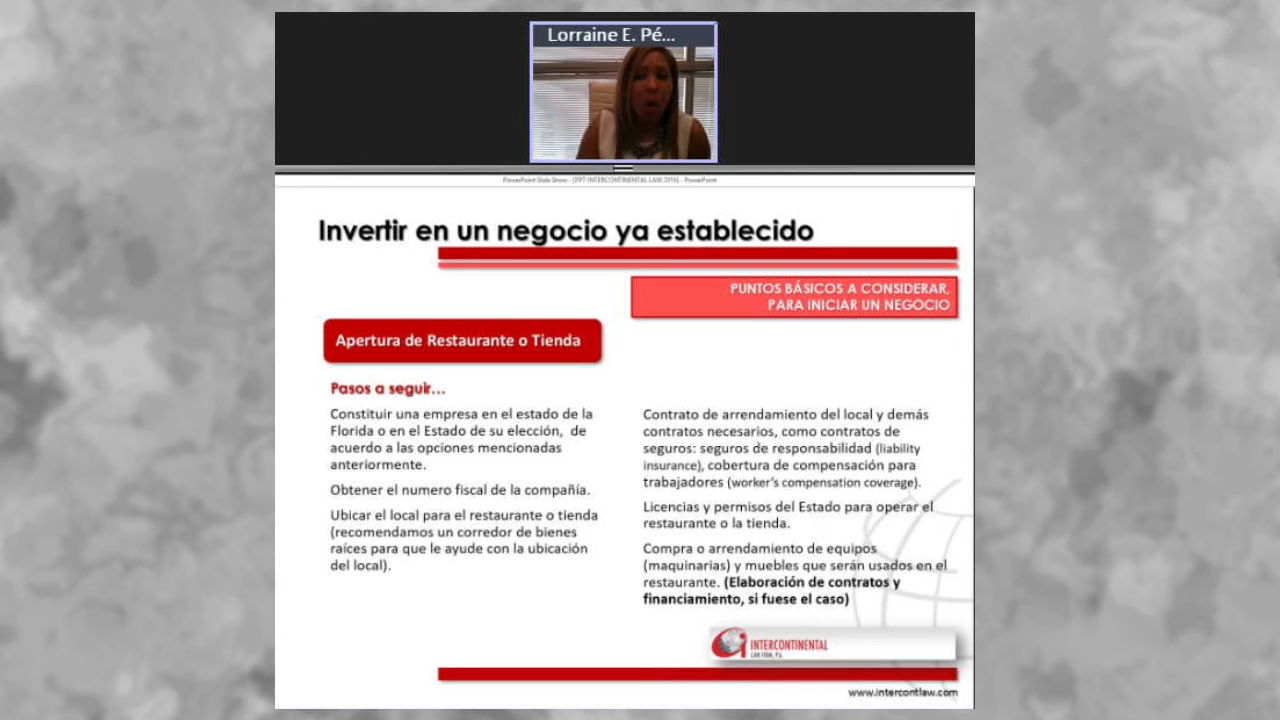 Lorraine E. Pé...
PowerPoint Slide Show - [PPT INTERCONTINENTAL LAW 2016] - PowerPoint
Invertir en un negocio ya establecido
PUNTOS BÁSICOS A CONSIDERAR,
PARA INICIAR UN NEGOCIO
Apertura de Restaurante o Tienda
Pasos a seguir...
Constituir una empresa en el estado de la
Florida o en el Estado de su elección, de
acuerdo a las opciones mencionadas
anteriormente.
Obtener el numero fiscal de la compañía.
Ubicar el local para el restaurante o tienda
(recomendamos un corredor de bienes
raíces para que le ayude con la ubicación
del local).
Contrato de arrendamiento del local y demás
contratos necesarios, como contratos de
seguros: seguros de responsabilidad (liability
insurance), cobertura de compensación para
trabajadores (worker's compensation coverage).
Licencias y permisos del Estado para operar el
restaurante o la tienda.
Compra o arrendamiento de equipos
(maquinarias) y muebles que serán usados en el
restaurante. (Elaboración de contratos y
financiamiento, si fuese el caso)
INTERCONTINENTAL
LAW FIRM, P.A.
www.intercontlaw.com